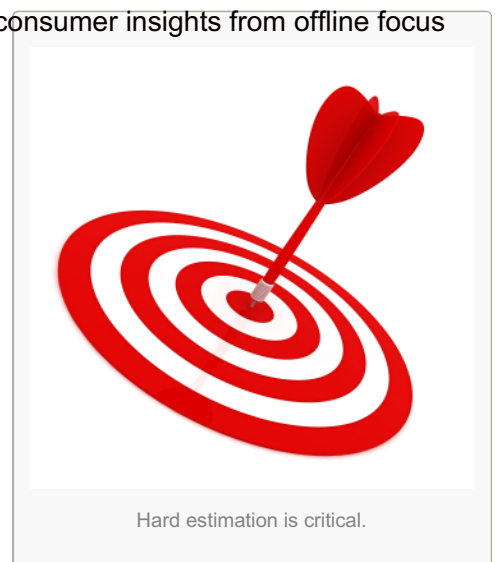 consumer insights from offline focus
Hard estimation is critical.